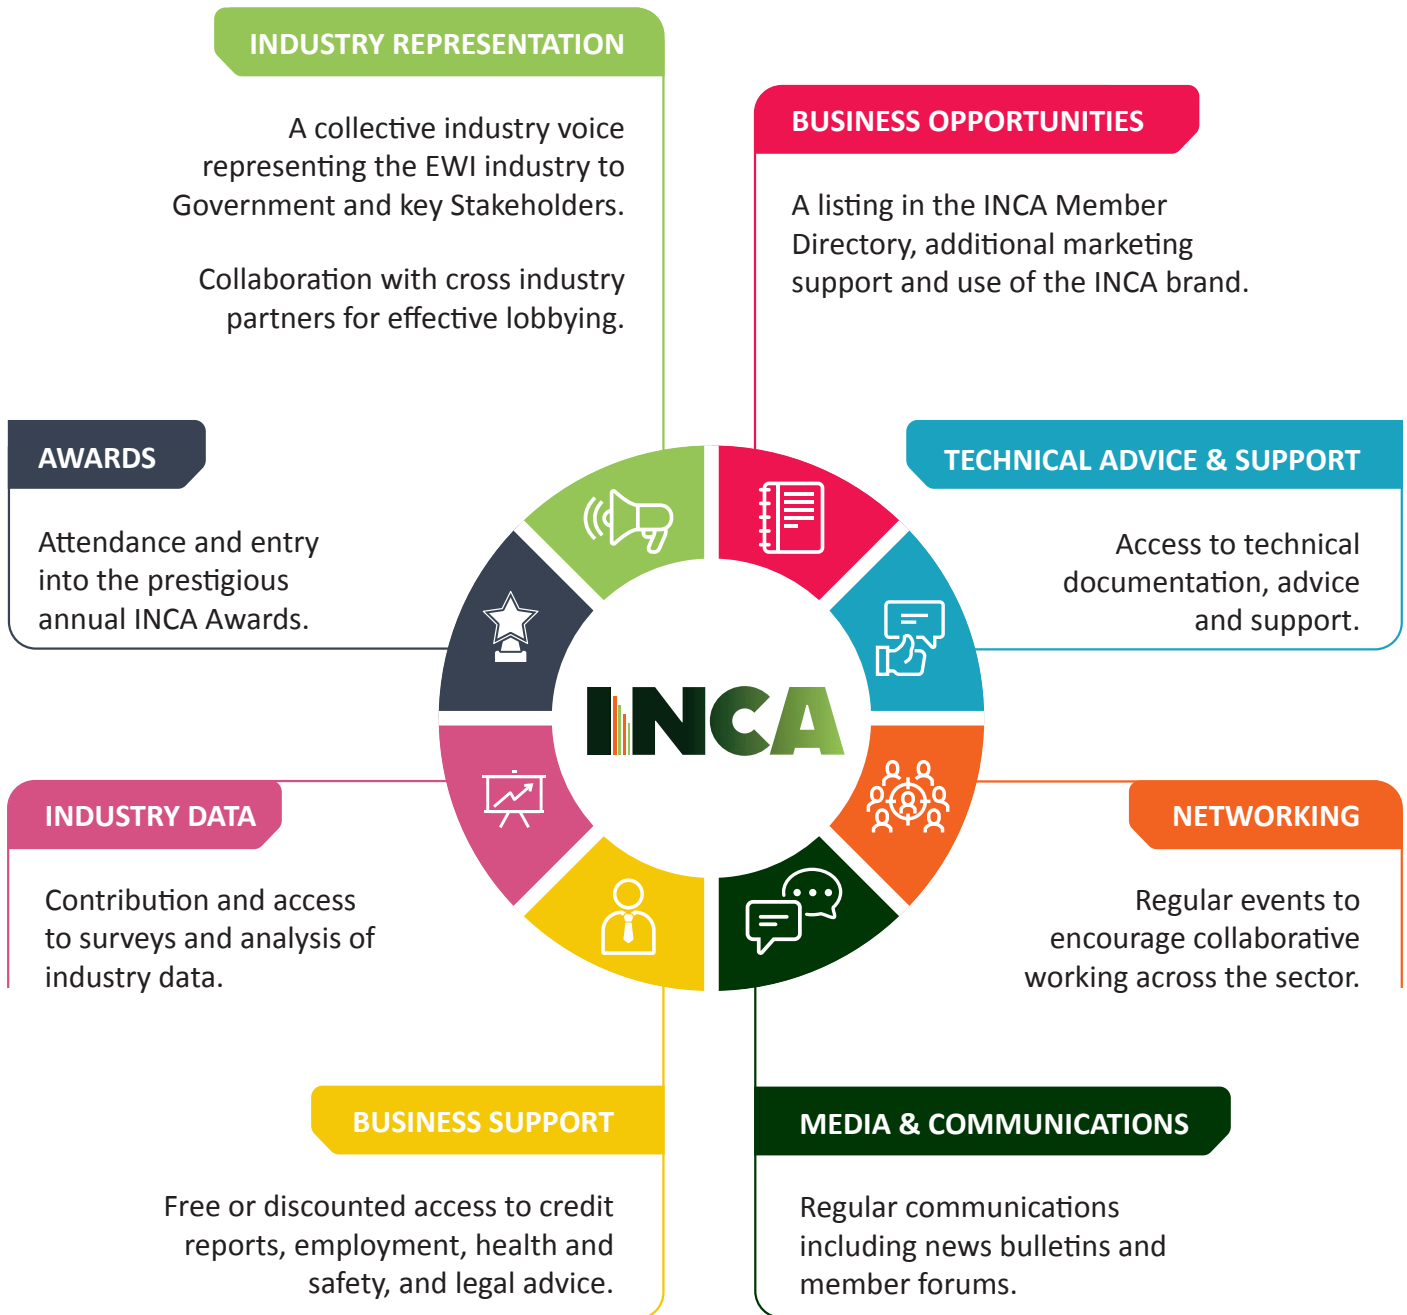 INDUSTRY REPRESENTATION
A collective industry voice
representing the EWI industry to
Government and key Stakeholders.
Collaboration with cross industry
partners for effective lobbying.
BUSINESS OPPORTUNITIES
A listing in the INCA Member
Directory, additional marketing
support and use of the INCA brand.
AWARDS
Attendance and entry
into the prestigious
annual INCA Awards.
TECHNICAL ADVICE & SUPPORT
Access to technical
documentation, advice
and support.
INCA
INDUSTRY DATA
Contribution and access
to surveys and analysis of
industry data.
NETWORKING
Regular events to
encourage collaborative
working across the sector.
BUSINESS SUPPORT
Free or discounted access to credit
reports, employment, health and
safety, and legal advice.
MEDIA & COMMUNICATIONS
Regular communications
including news bulletins and
member forums.